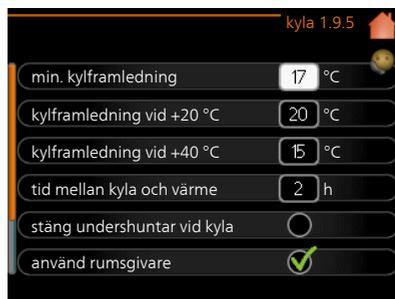 kyla 1.9.5
min. kylframledning 17 °C
kylframledning vid +20 °C 20 °C
kylframledning vid +40 °C 15 °C
tid mellan kyla och värme 2 h
stäng undershuntar vid kyla
använd rumsgivare